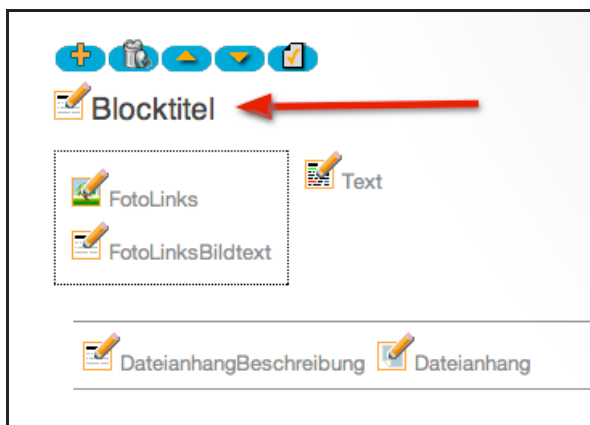 Blocktitel
FotoLinks
Text
FotoLinksBildtext
DateianhangBeschreibung Dateianhang